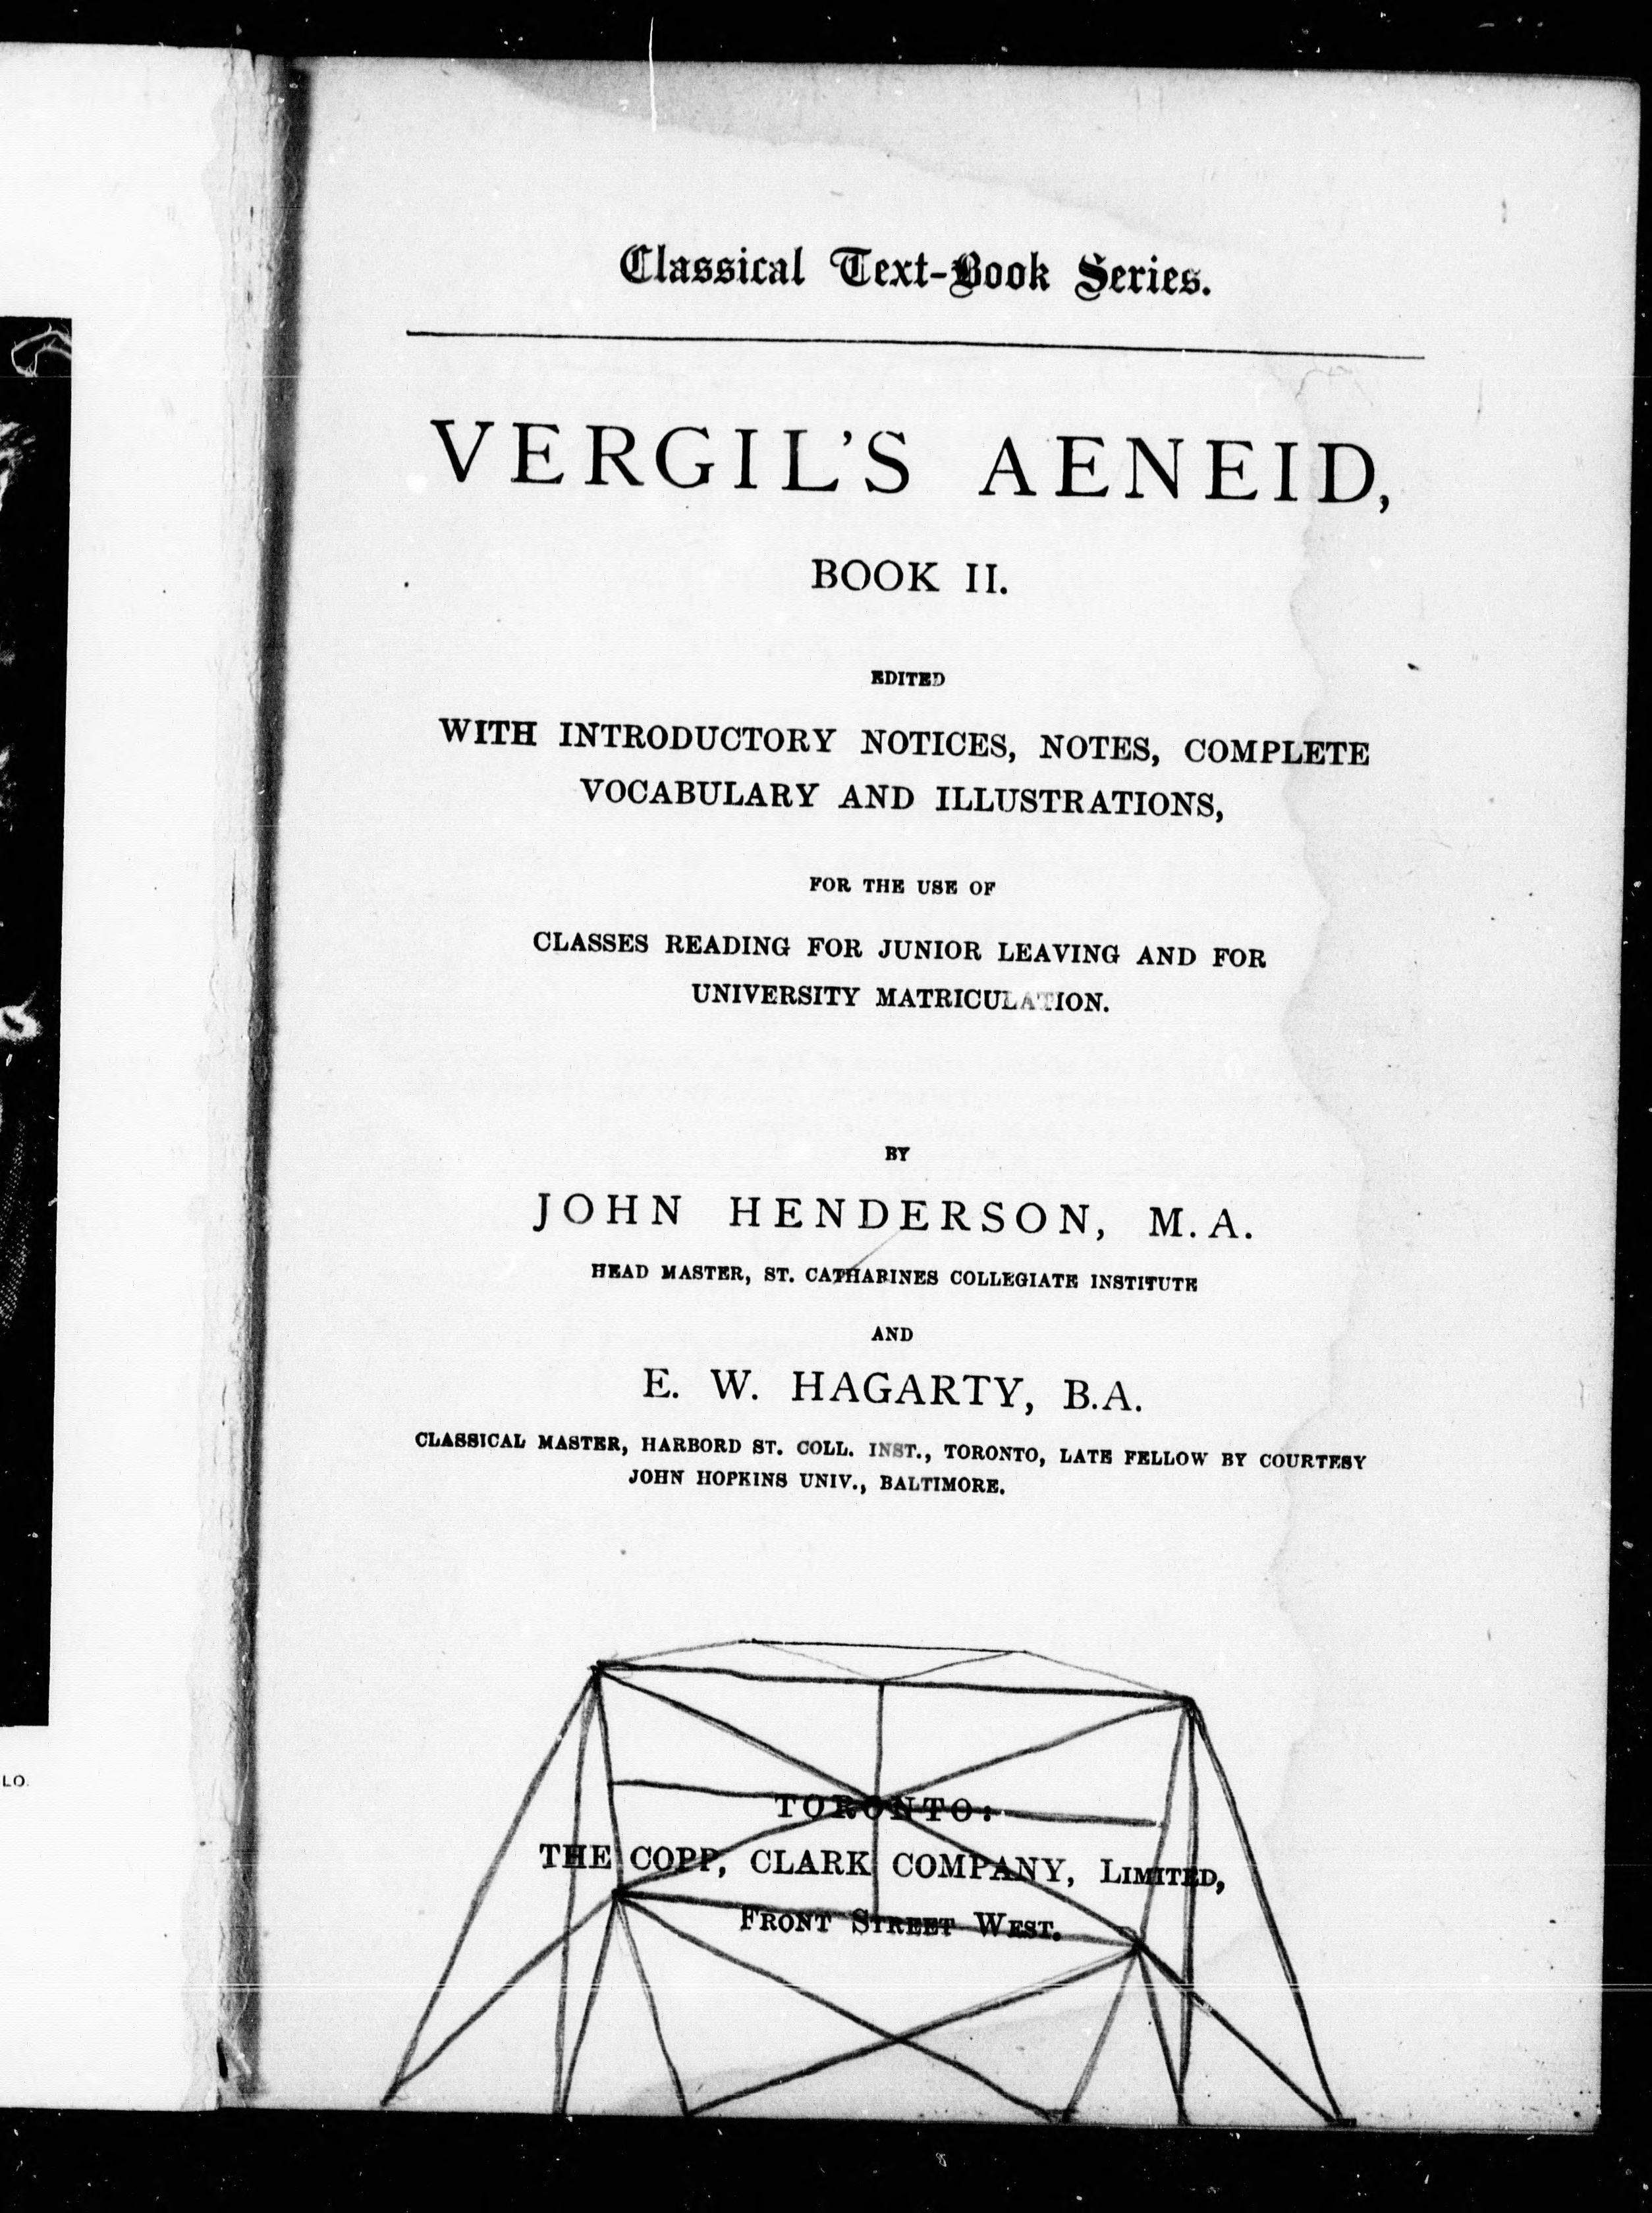 LO.
Classical Text-Book Series.
VERGIL'S AENEID,
BOOK II.
EDITED
WITH INTRODUCTORY NOTICES, NOTES, COMPLETE
VOCABULARY AND ILLUSTRATIONS,
FOR THE USE OF
CLASSES READING FOR JUNIOR LEAVING AND FOR
UNIVERSITY MATRICULATION.
BY
JOHN HENDERSON, M.A.
HEAD MASTER, ST. CATHARINES COLLEGIATE INSTITUTE
AND
E. W. HAGARTY, B.A.
CLASSICAL MASTER, HARBORD ST. COLL. INST., TORONTO, LATE FELLOW BY COURTESY
JOHN HOPKINS UNIV., BALTIMORE.
TORONTO:
THE COPP, CLARK COMPANY, LIMITED,
FRONT STREET WEST.